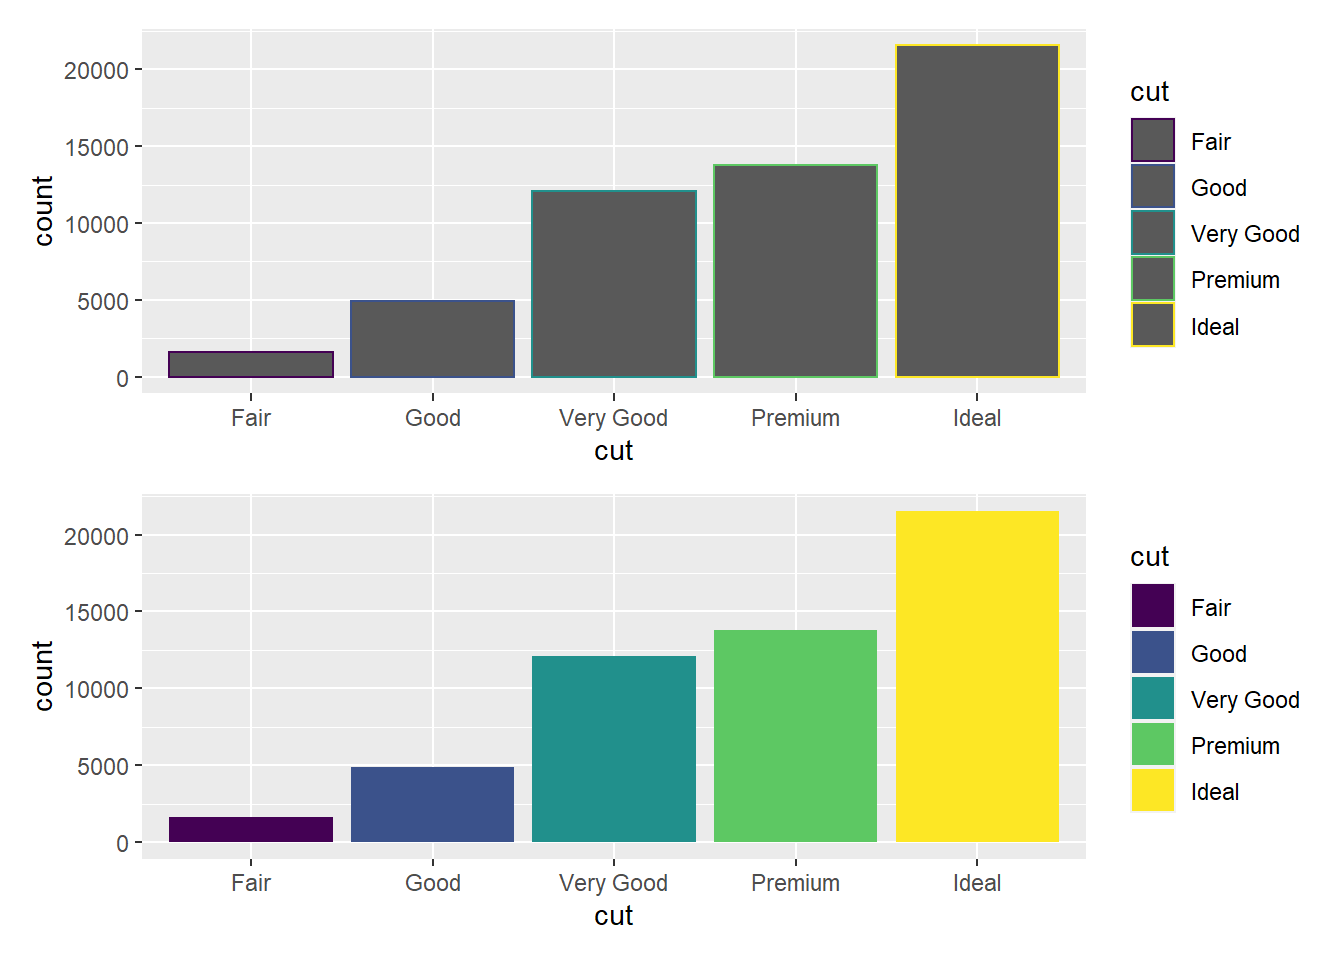 20000
15000
10000
5000
0
count
Fair
Good
Very Good
Premium
Ideal
cut
cut
Fair
Good
Very Good
Premium
Ideal
20000
15000
10000
5000
0
count
Fair
Good
Very Good
Premium
Ideal
cut
cut
Fair
Good
Very Good
Premium
Ideal